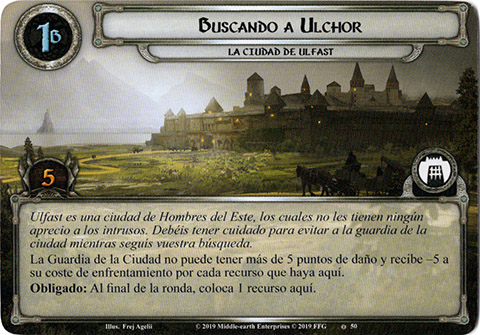 1B
BUSCANDO A ULCHOR
LA CIUDAD DE ULFAST
5
Ulfast es una ciudad de Hombres del Este, los cuales no les tienen ningún
aprecio a los intrusos. Debéis tener cuidado para evitar a la guardia de la
ciudad mientras seguís vuestra búsqueda.
La Guardia de la Ciudad no puede tener más de 5 puntos de daño y recibe –5 a
su coste de enfrentamiento por cada recurso que haya aquí.
Obligado: Al final de la ronda, coloca 1 recurso aquí.
Illus. Frej Agelii © 2019 Middle-earth Enterprises © 2019 FFG 50